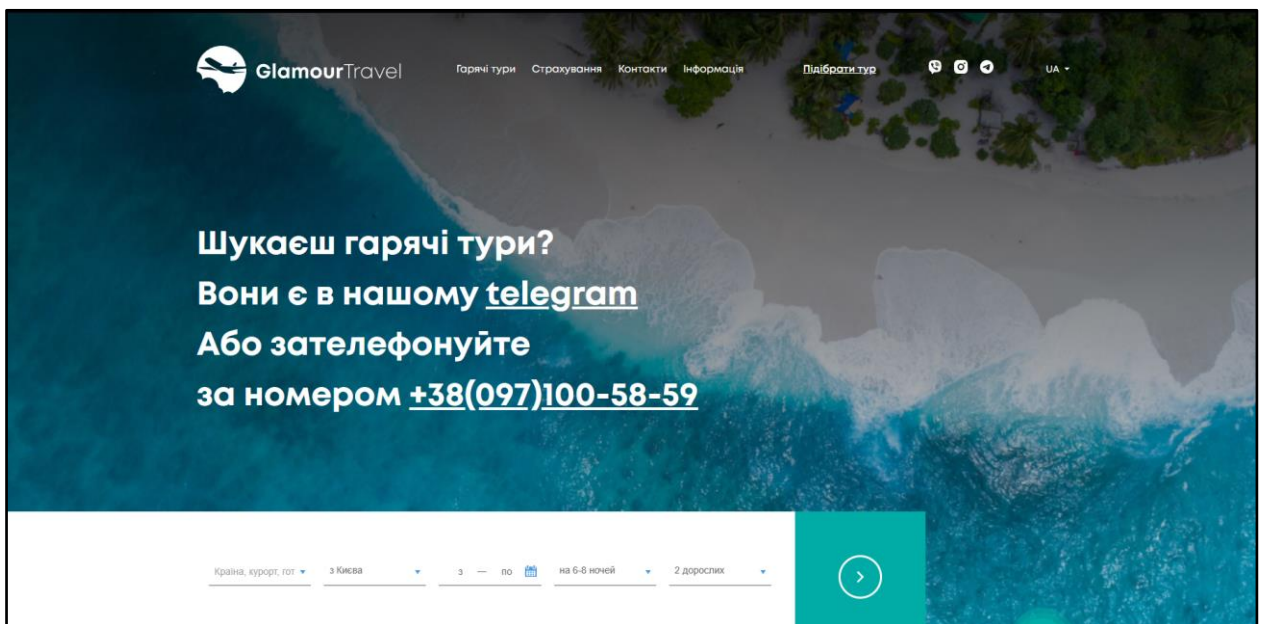 GlamourTravel Гарячі тури Страхування Контакти Інформація Підібрати тур UA
Шукаєш гарячі тури?
Вони є в нашому telegram
Або зателефонуйте
за номером +38(097)100-58-59
Країна, курорт, гот з Києва з — по на 6-8 ночей 2 дорослих